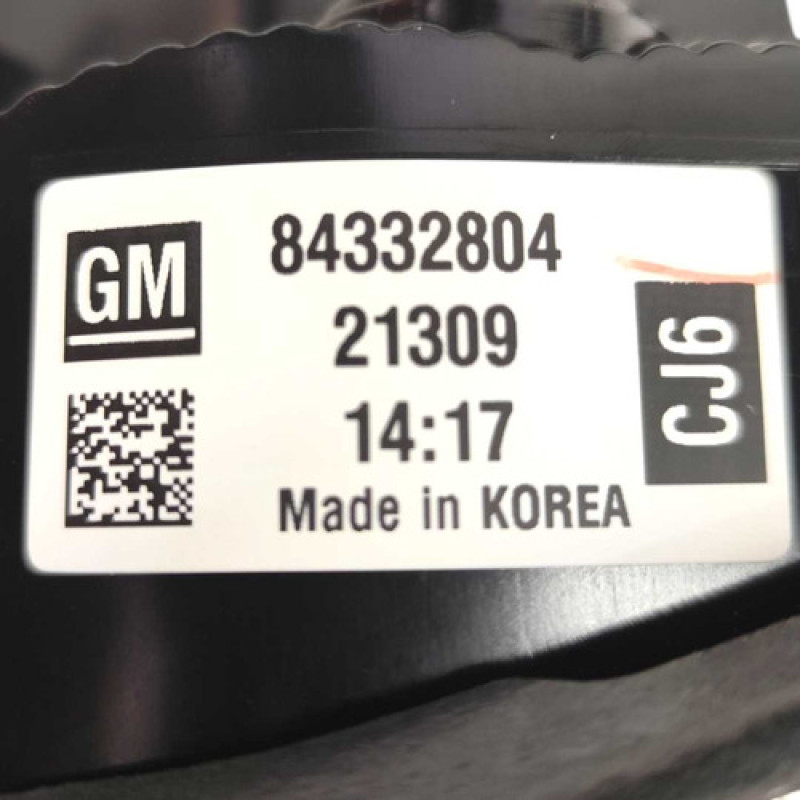 GM
84332804
21309
14:17
Made in KOREA
CJ6